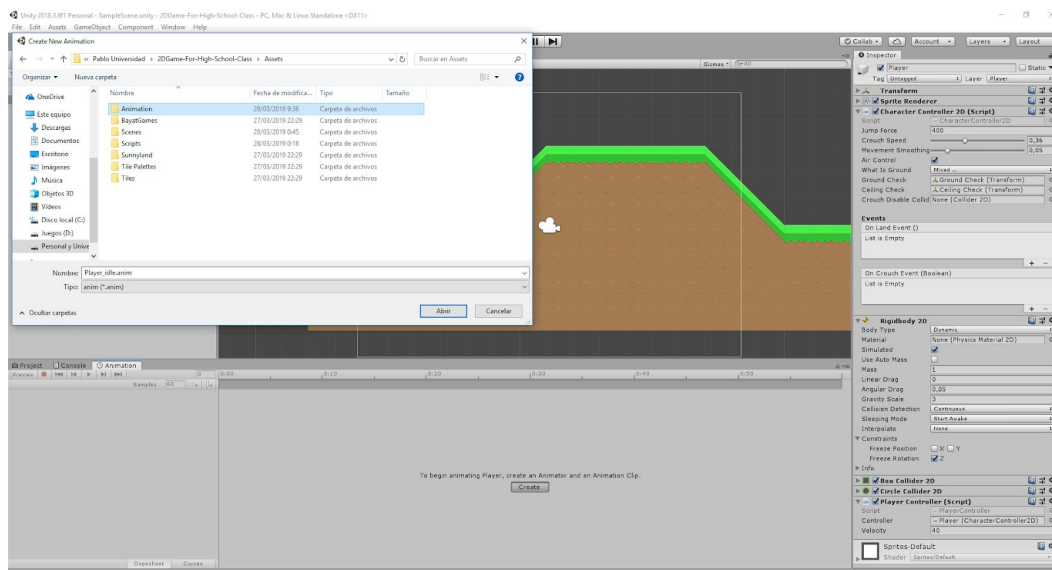 Unity 2018.3.8f1 Personal - SampleScene.unity - 2DGame-For-High-School-Class - PC, Mac & Linux Standalone <DX11>
File Edit Assets GameObject Component Window Help
Create New Animation
Collab Account Layers Layout
« Pablo Universidad > 2DGame-For-High-School-Class > Assets
Buscar en Assets
Organizar Nueva carpeta
Gizmos
Nombre Fecha de modifica... Tipo Tamaño
Animation 28/03/2019 9:36 Carpeta de archivos
BayatGames 27/03/2019 22:29 Carpeta de archivos
Scenes 28/03/2019 0:45 Carpeta de archivos
Scripts 28/03/2019 0:18 Carpeta de archivos
Sunnyland 27/03/2019 22:29 Carpeta de archivos
Tile Palettes 27/03/2019 22:29 Carpeta de archivos
Tiles 27/03/2019 22:29 Carpeta de archivos
OneDrive
Este equipo
Descargas
Documentos
Escritorio
Imágenes
Música
Objetos 3D
Vídeos
Disco local (C:)
Juegos (D:)
Personal y Unive
Nombre: Player_idle.anim
Tipo: anim (*.anim)
Ocultar carpetas
Abrir Cancelar
Project Console Animation
Preview 0
Samples 60
0:00 0:10 0:20 0:30 0:40 0:50
To begin animating Player, create an Animator and an Animation Clip.
Create
Dopesheet Curves
Inspector
Player Static
Tag Untagged Layer Player
Transform
Sprite Renderer
Character Controller 2D (Script)
Script CharacterController2D
Jump Force 400
Crouch Speed 0,36
Movement Smoothing 0,05
Air Control
What Is Ground Mixed ...
Ground Check Ground Check (Transform)
Ceiling Check Ceiling Check (Transform)
Crouch Disable Collid None (Collider 2D)
Events
On Land Event ()
List is Empty
On Crouch Event (Boolean)
List is Empty
Rigidbody 2D
Body Type Dynamic
Material None (Physics Material 2D)
Simulated
Use Auto Mass
Mass 1
Linear Drag 0
Angular Drag 0,05
Gravity Scale 3
Collision Detection Continuous
Sleeping Mode Start Awake
Interpolate None
Constraints
Freeze Position X Y
Freeze Rotation Z
Info
Box Collider 2D
Circle Collider 2D
Player Controller (Script)
Script PlayerController
Controller Player (CharacterController2D)
Velocity 40
Sprites-Default
Shader Sprites/Default